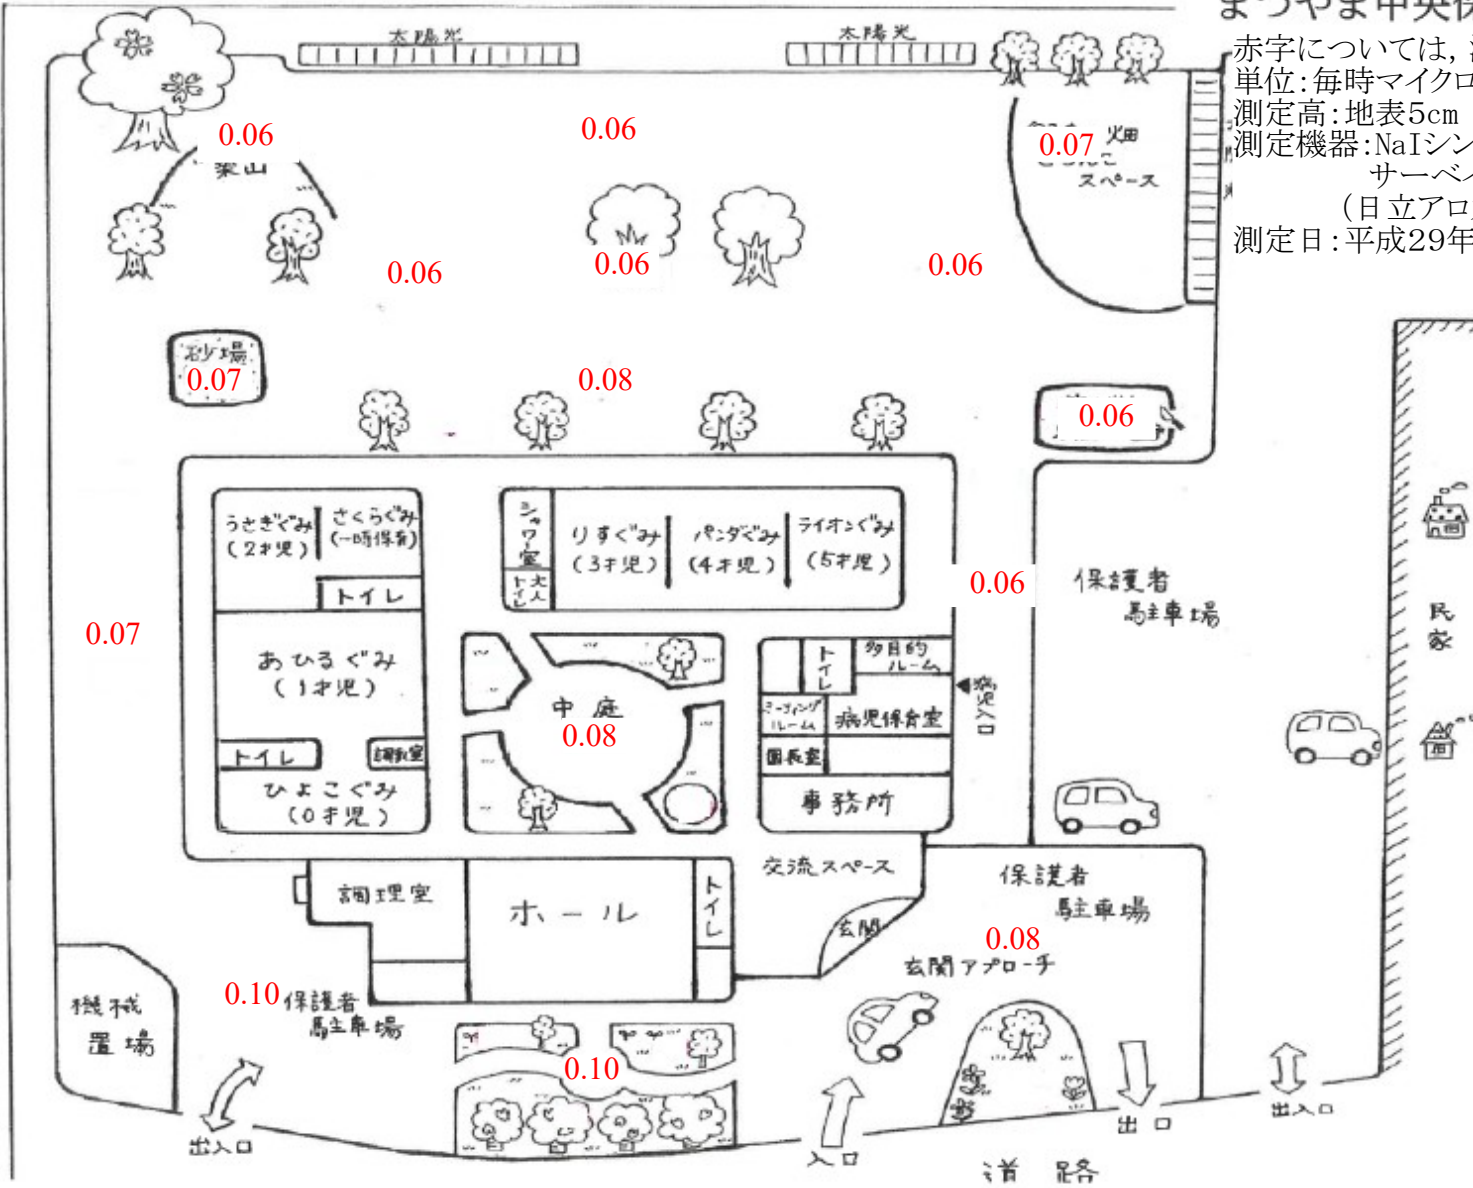 まつやま中央保
赤字については,
単位:毎時マイクロ
測定高:地表5cm
測定機器:NaIシン
サーベイ
(日立アロ
測定日:平成29年
太陽光
太陽光
0.06
築山
0.06
0.07
畑
スペース
0.06
0.06
0.06
砂場
0.07
0.08
0.06
うさぎぐみ
(2才児)
さくらぐみ
(一時保育)
トイレ
シャワー室
大人
トイレ
りすぐみ
(3才児)
パンダぐみ
(4才児)
ライオンぐみ
(5才児)
0.06
保護者
駐車場
民家
0.07
あひるぐみ
(1才児)
トイレ
調乳室
ひよこぐみ
(0才児)
中庭
0.08
トイレ
多目的
ルーム
ミーティング
ルーム
病児保育室
園長室
事務所
病児入口
調理室
ホール
トイレ
交流スペース
玄関
保護者
駐車場
0.08
玄関アプローチ
機械
置場
0.10
保護者
駐車場
0.10
出入口
入口
出口
出入口
道路